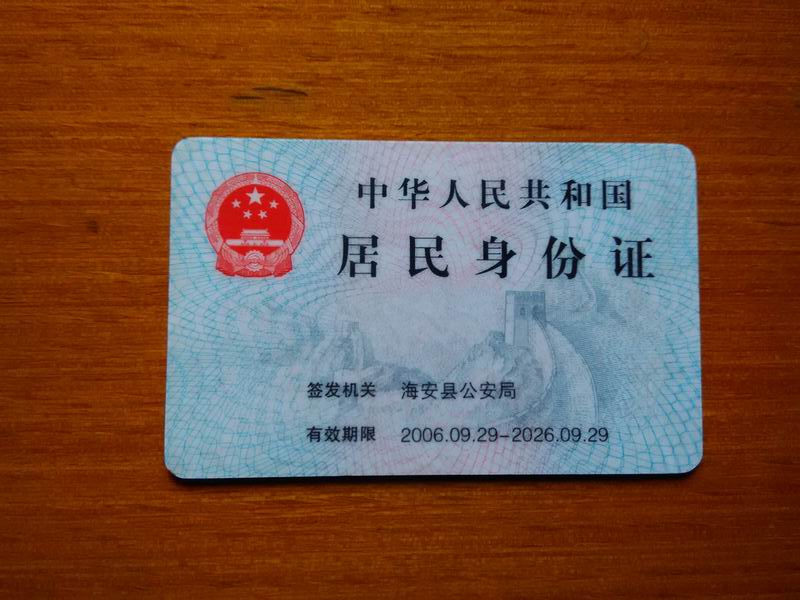 中华人民共和国
居民身份证
签发机关 海安县公安局
有效期限 2006.09.29-2026.09.29